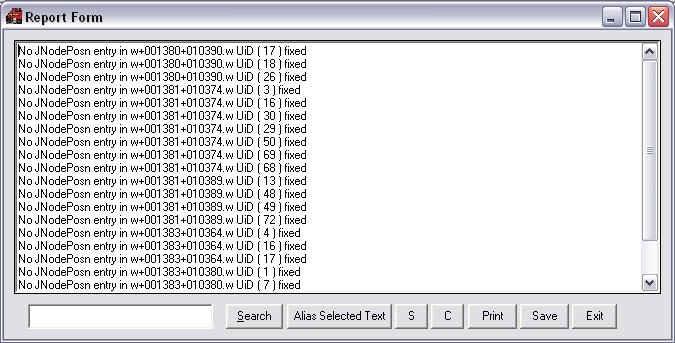 Report Form
No JNodePosn entry in w+001380+010390.w UiD ( 17 ) fixed
No JNodePosn entry in w+001380+010390.w UiD ( 18 ) fixed
No JNodePosn entry in w+001380+010390.w UiD ( 26 ) fixed
No JNodePosn entry in w+001381+010374.w UiD ( 3 ) fixed
No JNodePosn entry in w+001381+010374.w UiD ( 16 ) fixed
No JNodePosn entry in w+001381+010374.w UiD ( 30 ) fixed
No JNodePosn entry in w+001381+010374.w UiD ( 29 ) fixed
No JNodePosn entry in w+001381+010374.w UiD ( 50 ) fixed
No JNodePosn entry in w+001381+010374.w UiD ( 69 ) fixed
No JNodePosn entry in w+001381+010374.w UiD ( 68 ) fixed
No JNodePosn entry in w+001381+010389.w UiD ( 13 ) fixed
No JNodePosn entry in w+001381+010389.w UiD ( 48 ) fixed
No JNodePosn entry in w+001381+010389.w UiD ( 49 ) fixed
No JNodePosn entry in w+001381+010389.w UiD ( 72 ) fixed
No JNodePosn entry in w+001383+010364.w UiD ( 4 ) fixed
No JNodePosn entry in w+001383+010364.w UiD ( 16 ) fixed
No JNodePosn entry in w+001383+010364.w UiD ( 17 ) fixed
No JNodePosn entry in w+001383+010380.w UiD ( 1 ) fixed
No JNodePosn entry in w+001383+010380.w UiD ( 7 ) fixed
Search Alias Selected Text S C Print Save Exit